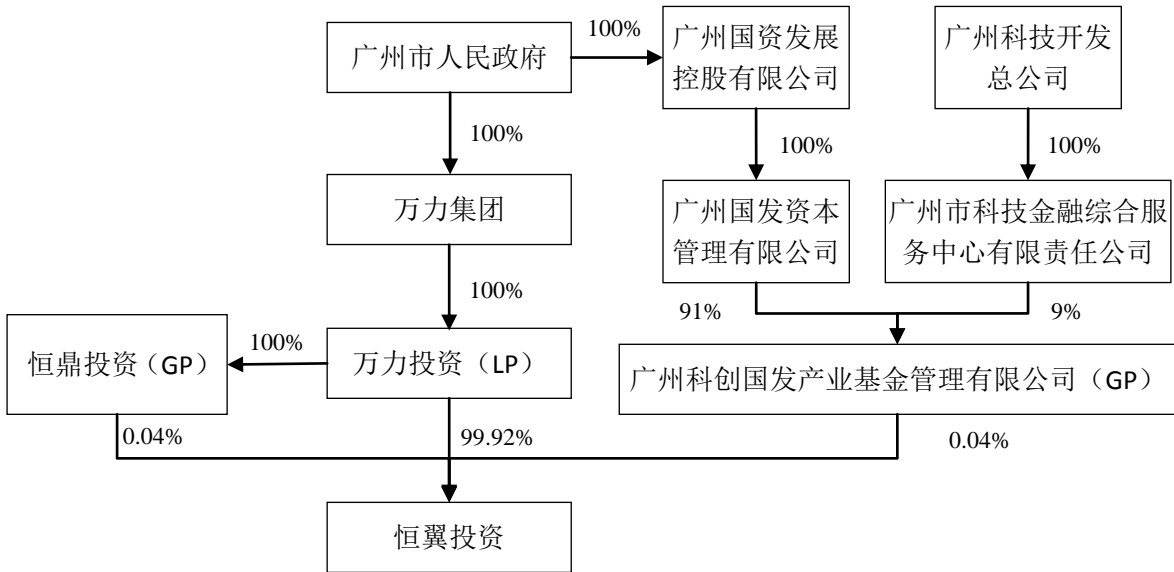 广州市人民政府
100%
广州国资发展
控股有限公司
广州科技开发
总公司
100%
100%
100%
万力集团
广州国发资本
管理有限公司
广州市科技金融综合服
务中心有限责任公司
100%
91%
9%
恒鼎投资（GP）
100%
万力投资（LP）
广州科创国发产业基金管理有限公司（GP）
0.04%
99.92%
0.04%
恒翼投资